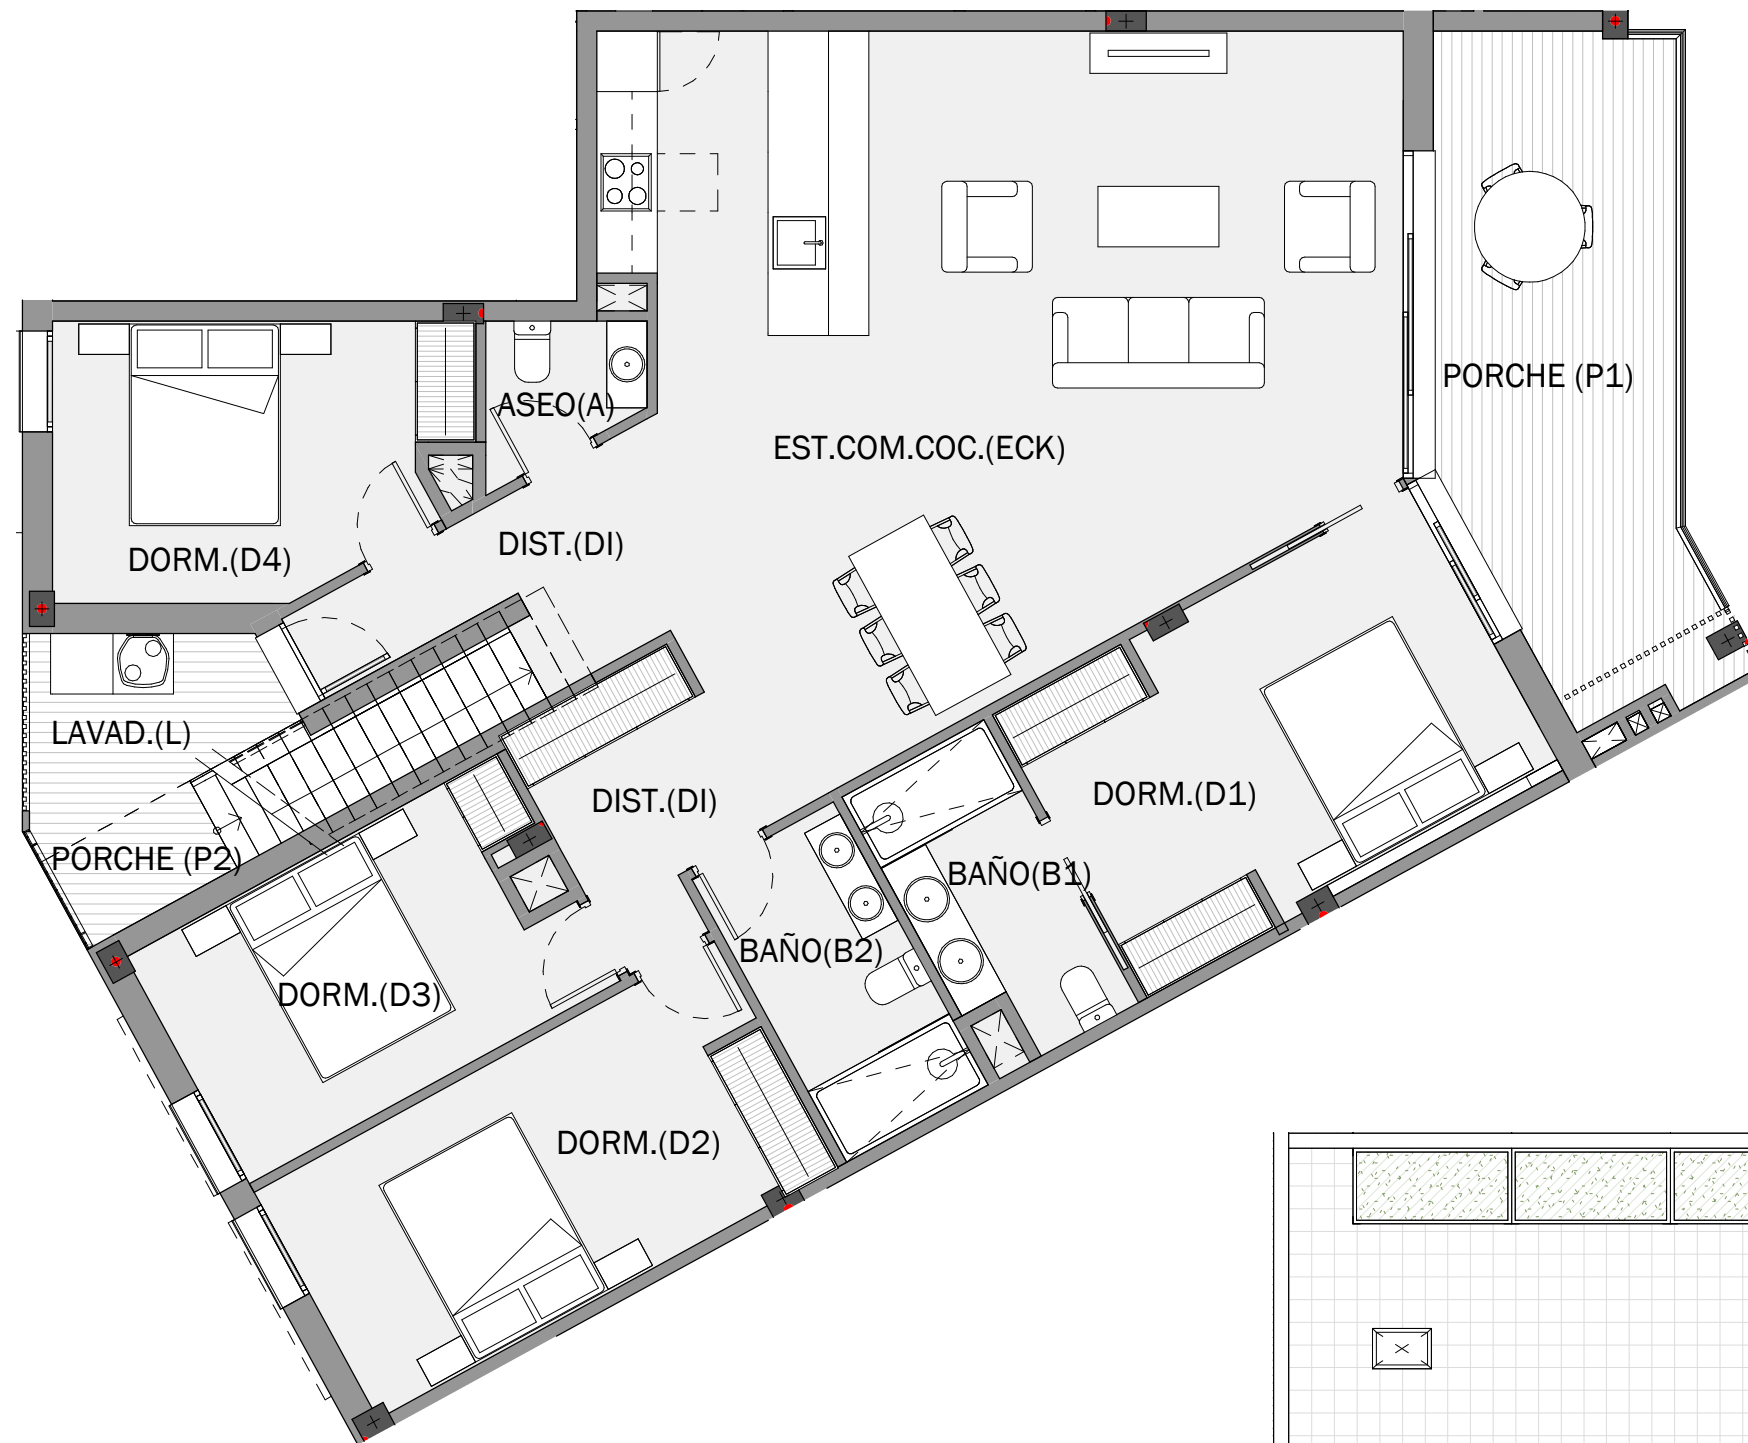 PORCHE (P1)
ASEO(A)
EST.COM.COC.(ECK)
DIST.(DI)
DORM.(D4)
LAVAD.(L)
DIST.(DI)
DORM.(D1)
PORCHE (P2)
BAÑO(B1)
BAÑO(B2)
DORM.(D3)
DORM.(D2)